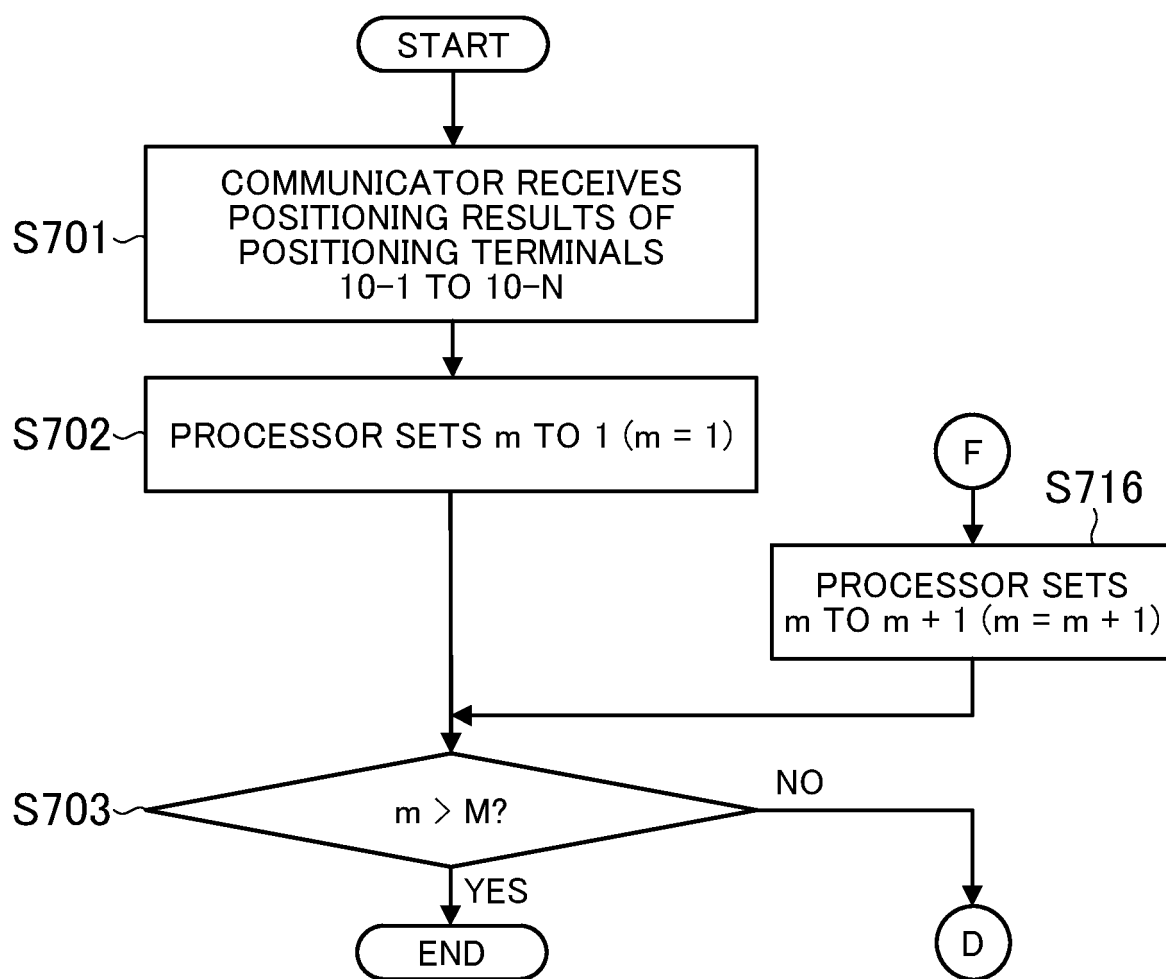 START
S701
COMMUNICATOR RECEIVES
POSITIONING RESULTS OF
POSITIONING TERMINALS
10-1 TO 10-N
S702
PROCESSOR SETS m TO 1 (m = 1)
F
S716
PROCESSOR SETS
m TO m + 1 (m = m + 1)
S703
m > M?
NO
YES
END
D